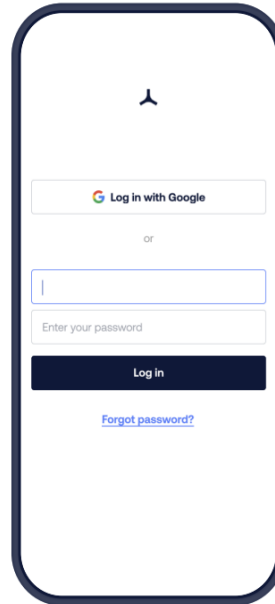 Log in with Google
or
Enter your password
Log in
Forgot password?